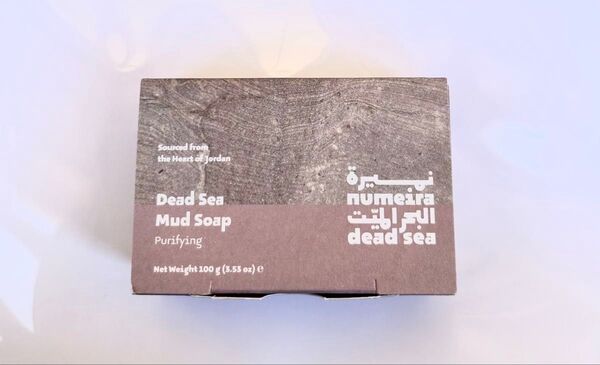 Sourced from
the Heart of Jordan
Dead Sea
Mud Soap
Purifying
Net Weight 100 g (3.53 oz) ℮
نميرة
numeira
البحر الميّت
dead sea